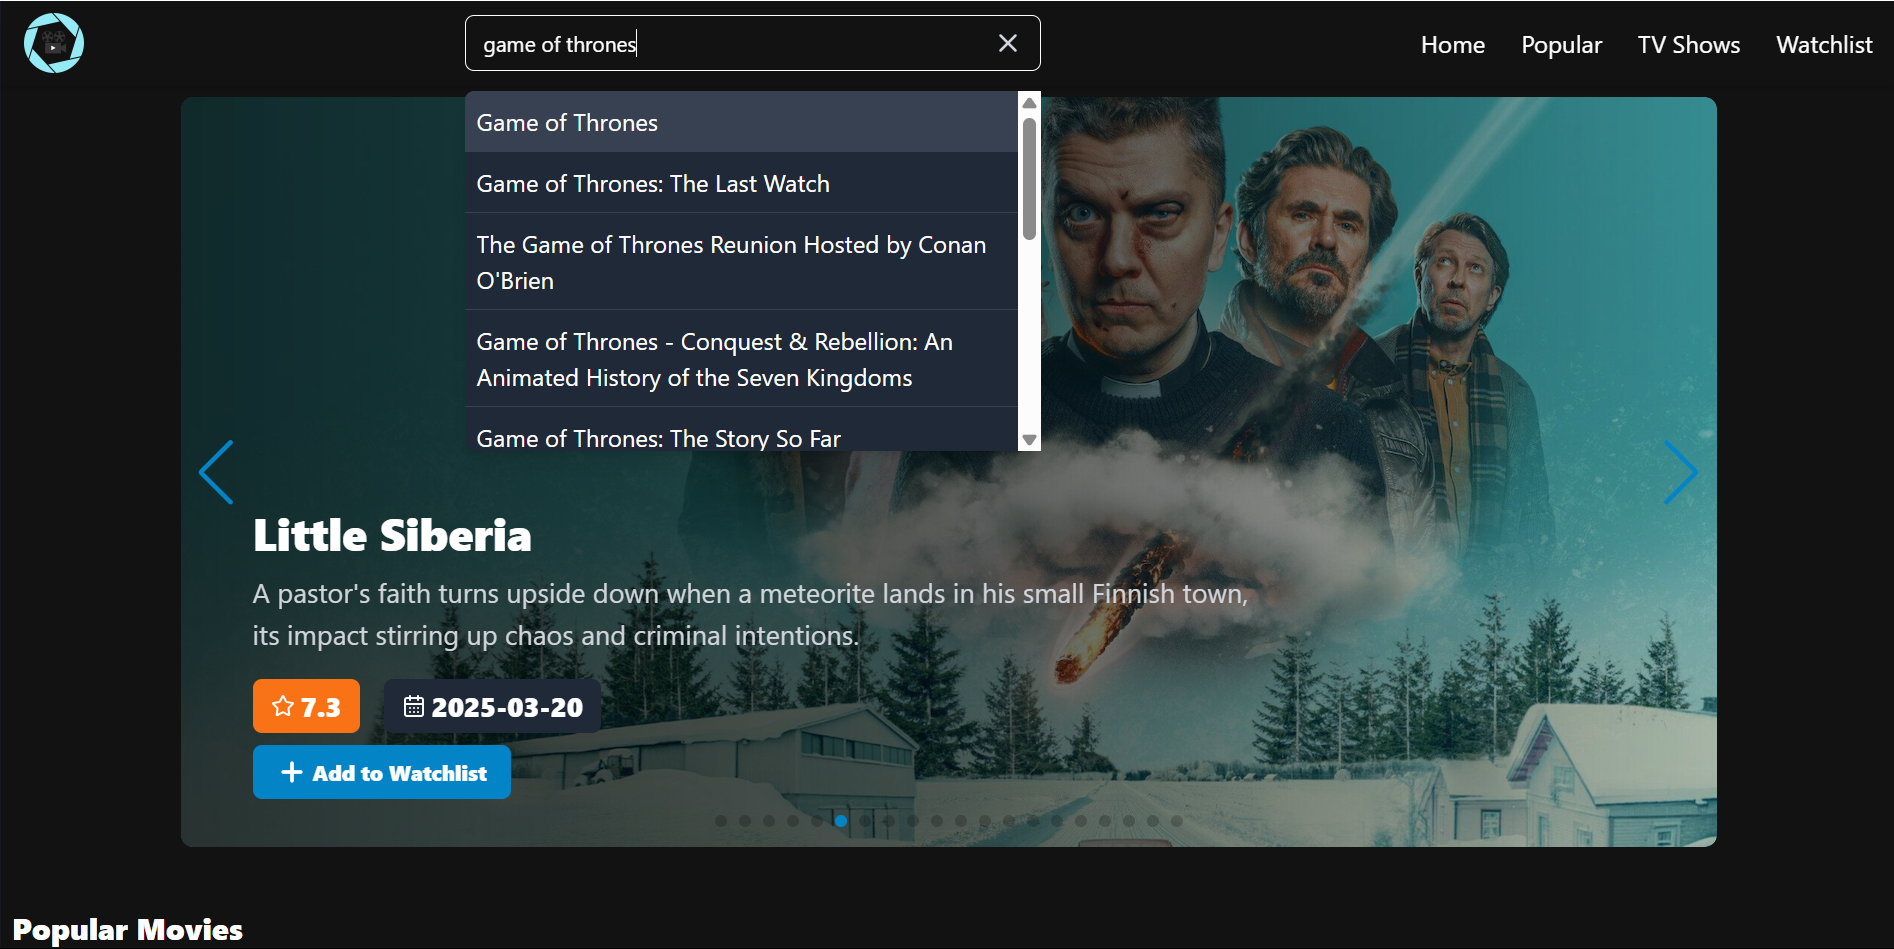 game of thrones
Home
Popular
TV Shows
Watchlist
Game of Thrones
Game of Thrones: The Last Watch
The Game of Thrones Reunion Hosted by Conan
O'Brien
Game of Thrones - Conquest & Rebellion: An
Animated History of the Seven Kingdoms
Game of Thrones: The Story So Far
Little Siberia
A pastor's faith turns upside down when a meteorite lands in his small Finnish town,
its impact stirring up chaos and criminal intentions.
7.3
2025-03-20
Add to Watchlist
Popular Movies